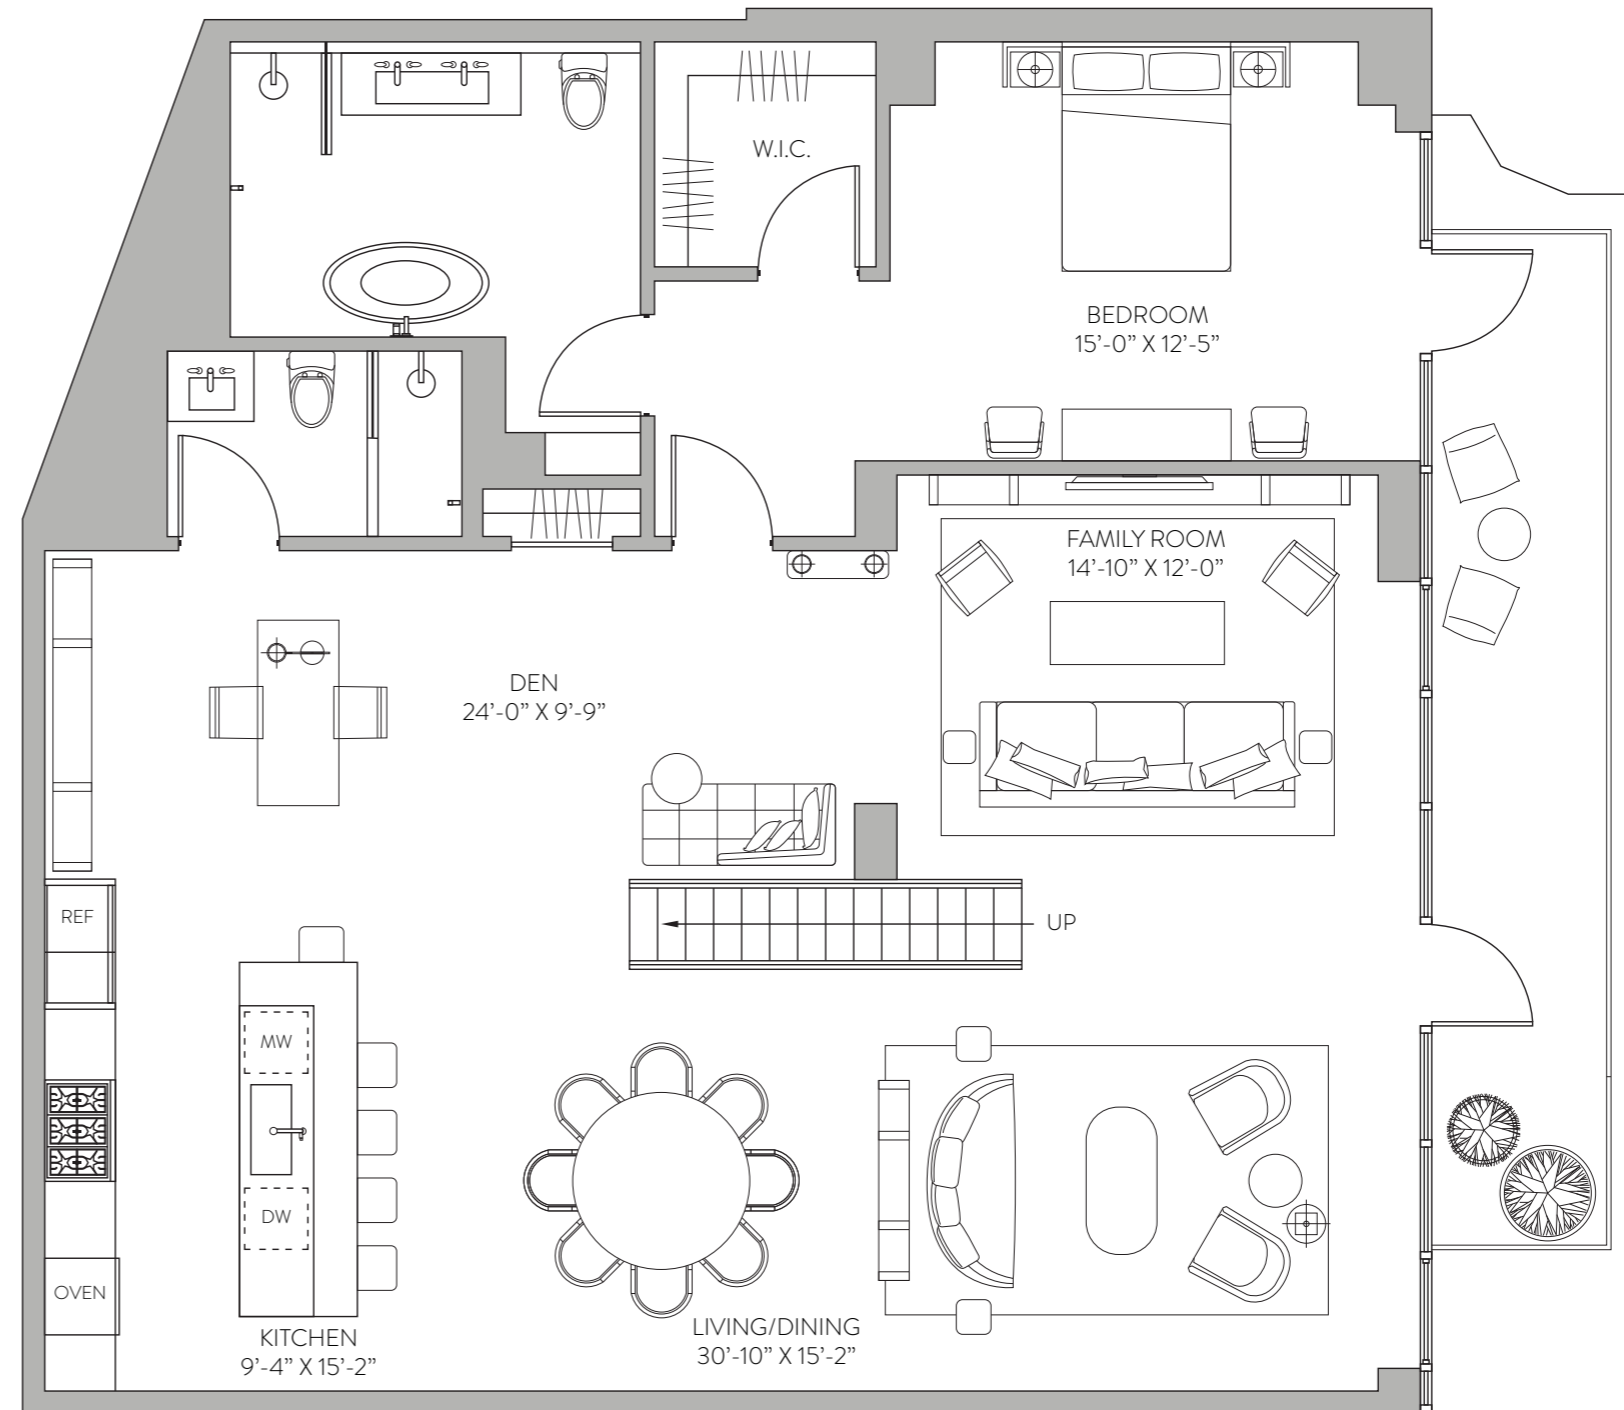 W.I.C.
BEDROOM
15’-0” X 12’-5”
FAMILY ROOM
14’-10” X 12’-0”
DEN
24’-0” X 9’-9”
REF
UP
MW
DW
OVEN
KITCHEN
9’-4” X 15’-2”
LIVING/DINING
30’-10” X 15’-2”